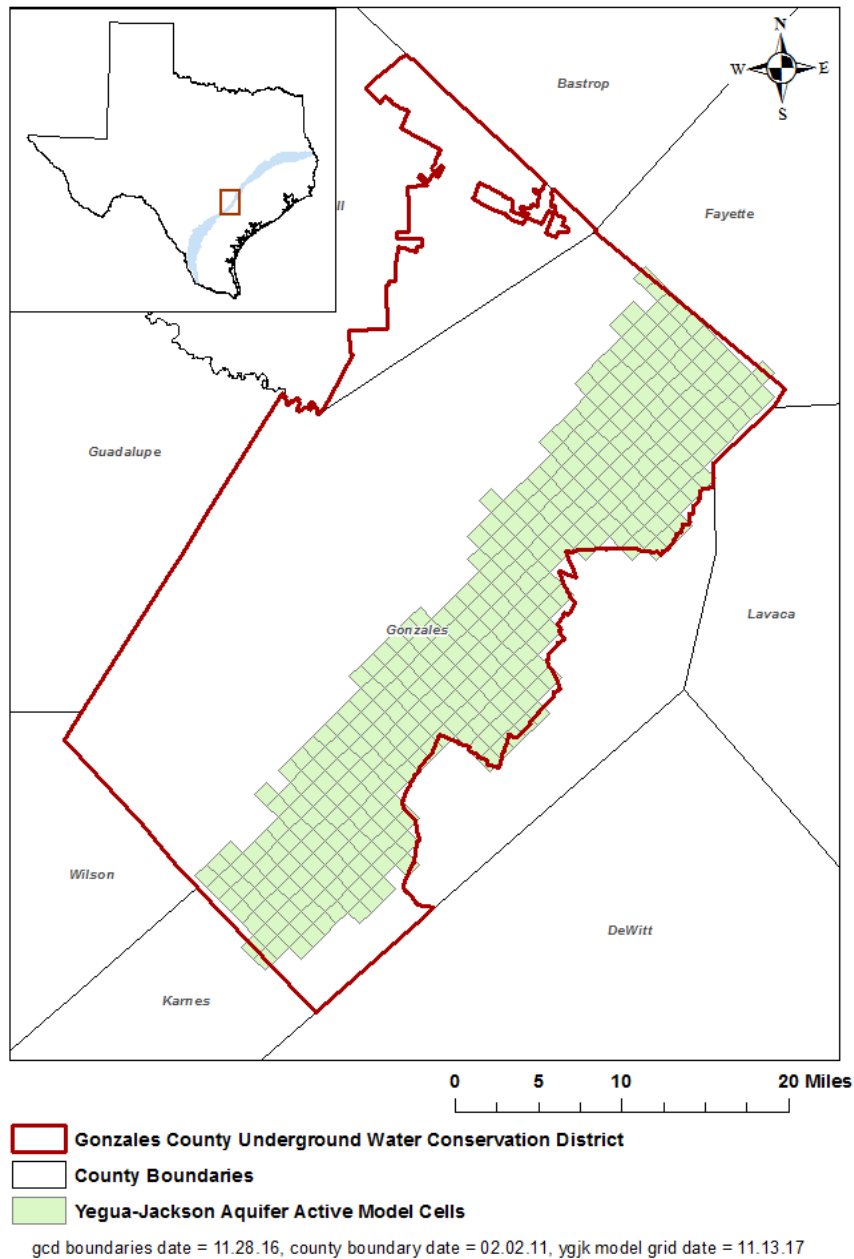 N
W E
S
Bastrop
ll
Fayette
Guadalupe
Gonzales
Lavaca
Wilson
DeWitt
Karnes
0 5 10 20 Miles
Gonzales County Underground Water Conservation District
County Boundaries
Yegua-Jackson Aquifer Active Model Cells
gcd boundaries date = 11.28.16, county boundary date = 02.02.11, ygjk model grid date = 11.13.17